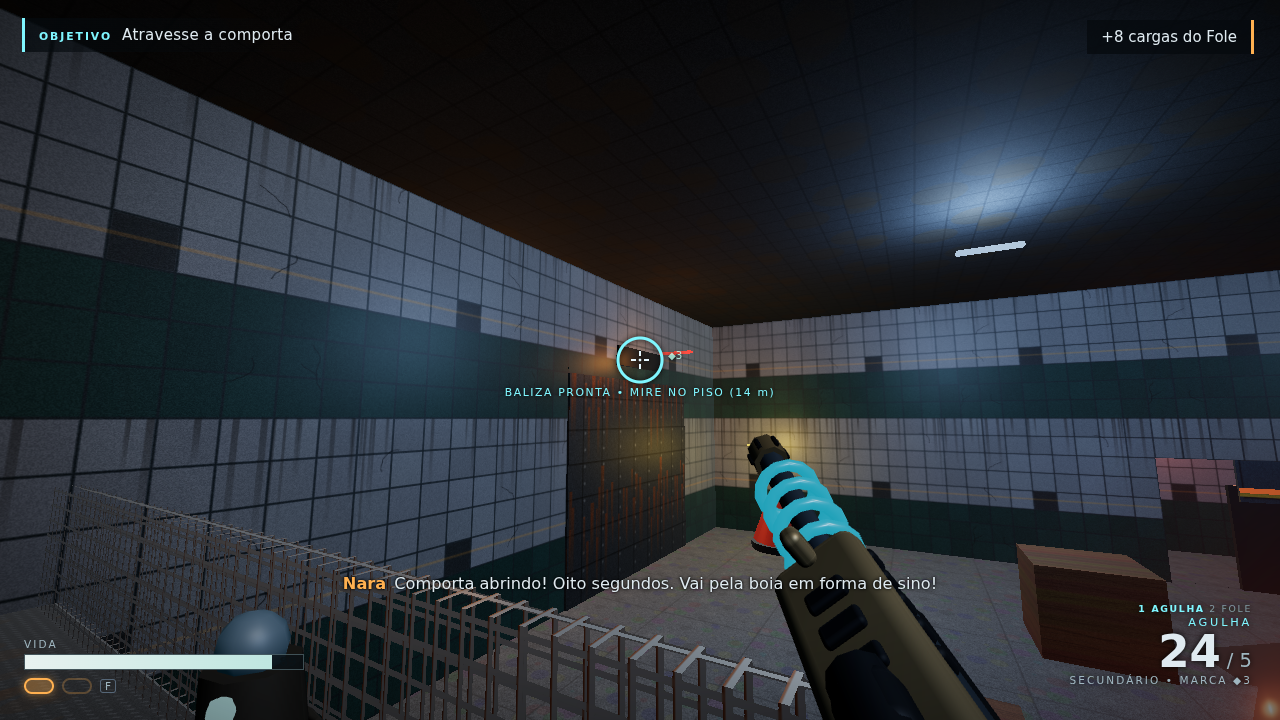 OBJETIVO Atravesse a comporta
+8 cargas do Fole
◆3
BALIZA PRONTA • MIRE NO PISO (14 m)
Nara Comporta abrindo! Oito segundos. Vai pela boia em forma de sino!
VIDA
F
1 AGULHA 2 FOLE
AGULHA
24 / 5
SECUNDÁRIO • MARCA ◆3